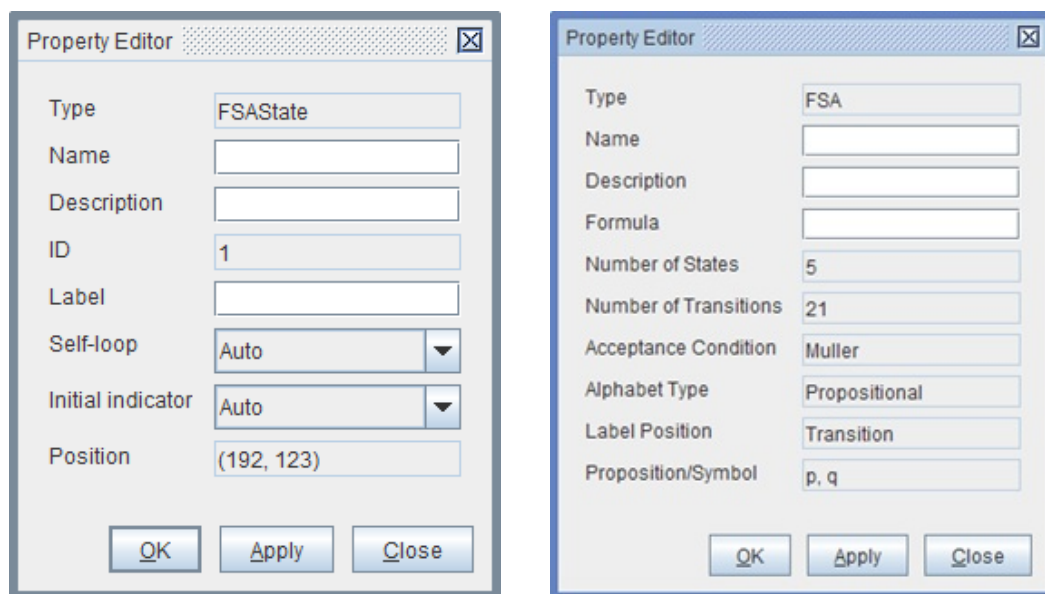 Property Editor
Type FSAState
Name
Description
ID 1
Label
Self-loop Auto
Initial indicator Auto
Position (192, 123)
OK Apply Close
Property Editor
Type FSA
Name
Description
Formula
Number of States 5
Number of Transitions 21
Acceptance Condition Muller
Alphabet Type Propositional
Label Position Transition
Proposition/Symbol p, q
OK Apply Close